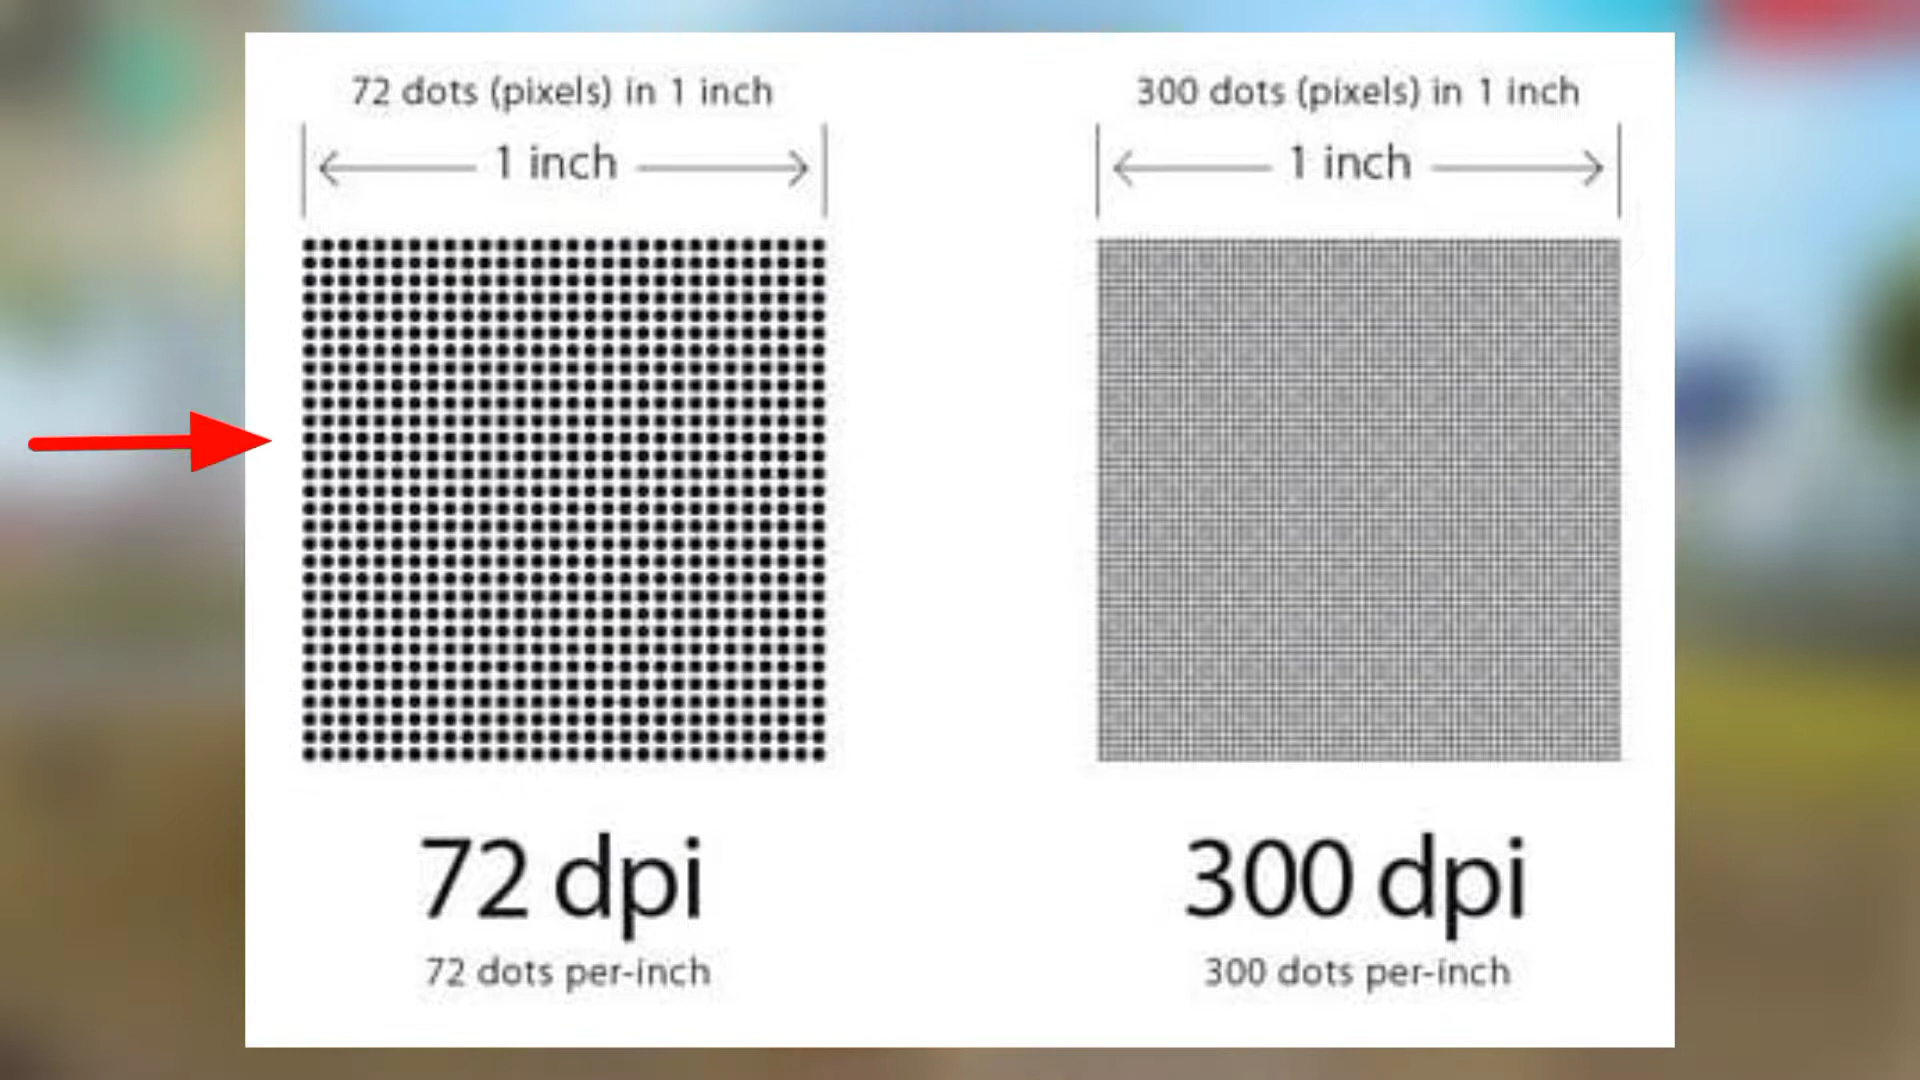 72 dots (pixels) in 1 inch
1 inch
72 dpi
72 dots per-inch
300 dots (pixels) in 1 inch
1 inch
300 dpi
300 dots per-inch